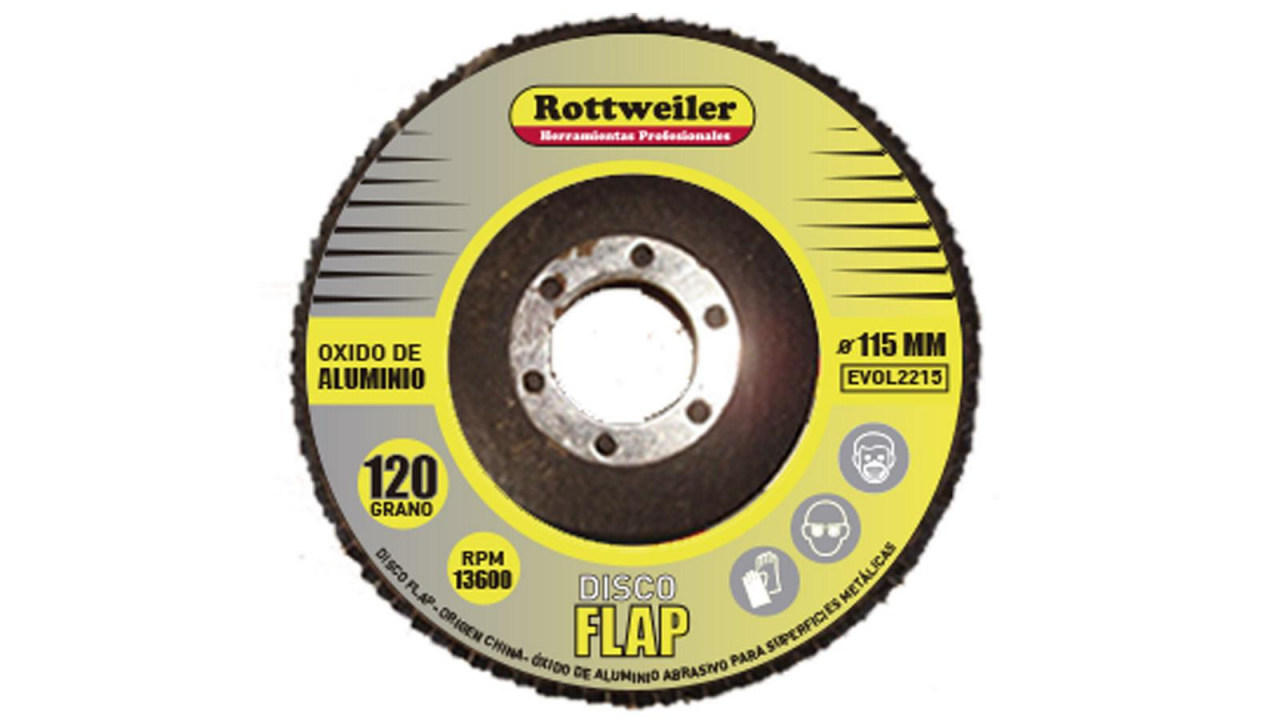 Rottweiler
Herramientas Profesionales
OXIDO DE
ALUMINIO
ø 115 MM
EVOL2215
120
GRANO
RPM
13600
DISCO
FLAP
DISCO FLAP - ORIGEN CHINA - ÓXIDO DE ALUMINIO ABRASIVO PARA SUPERFICIES METÁLICAS